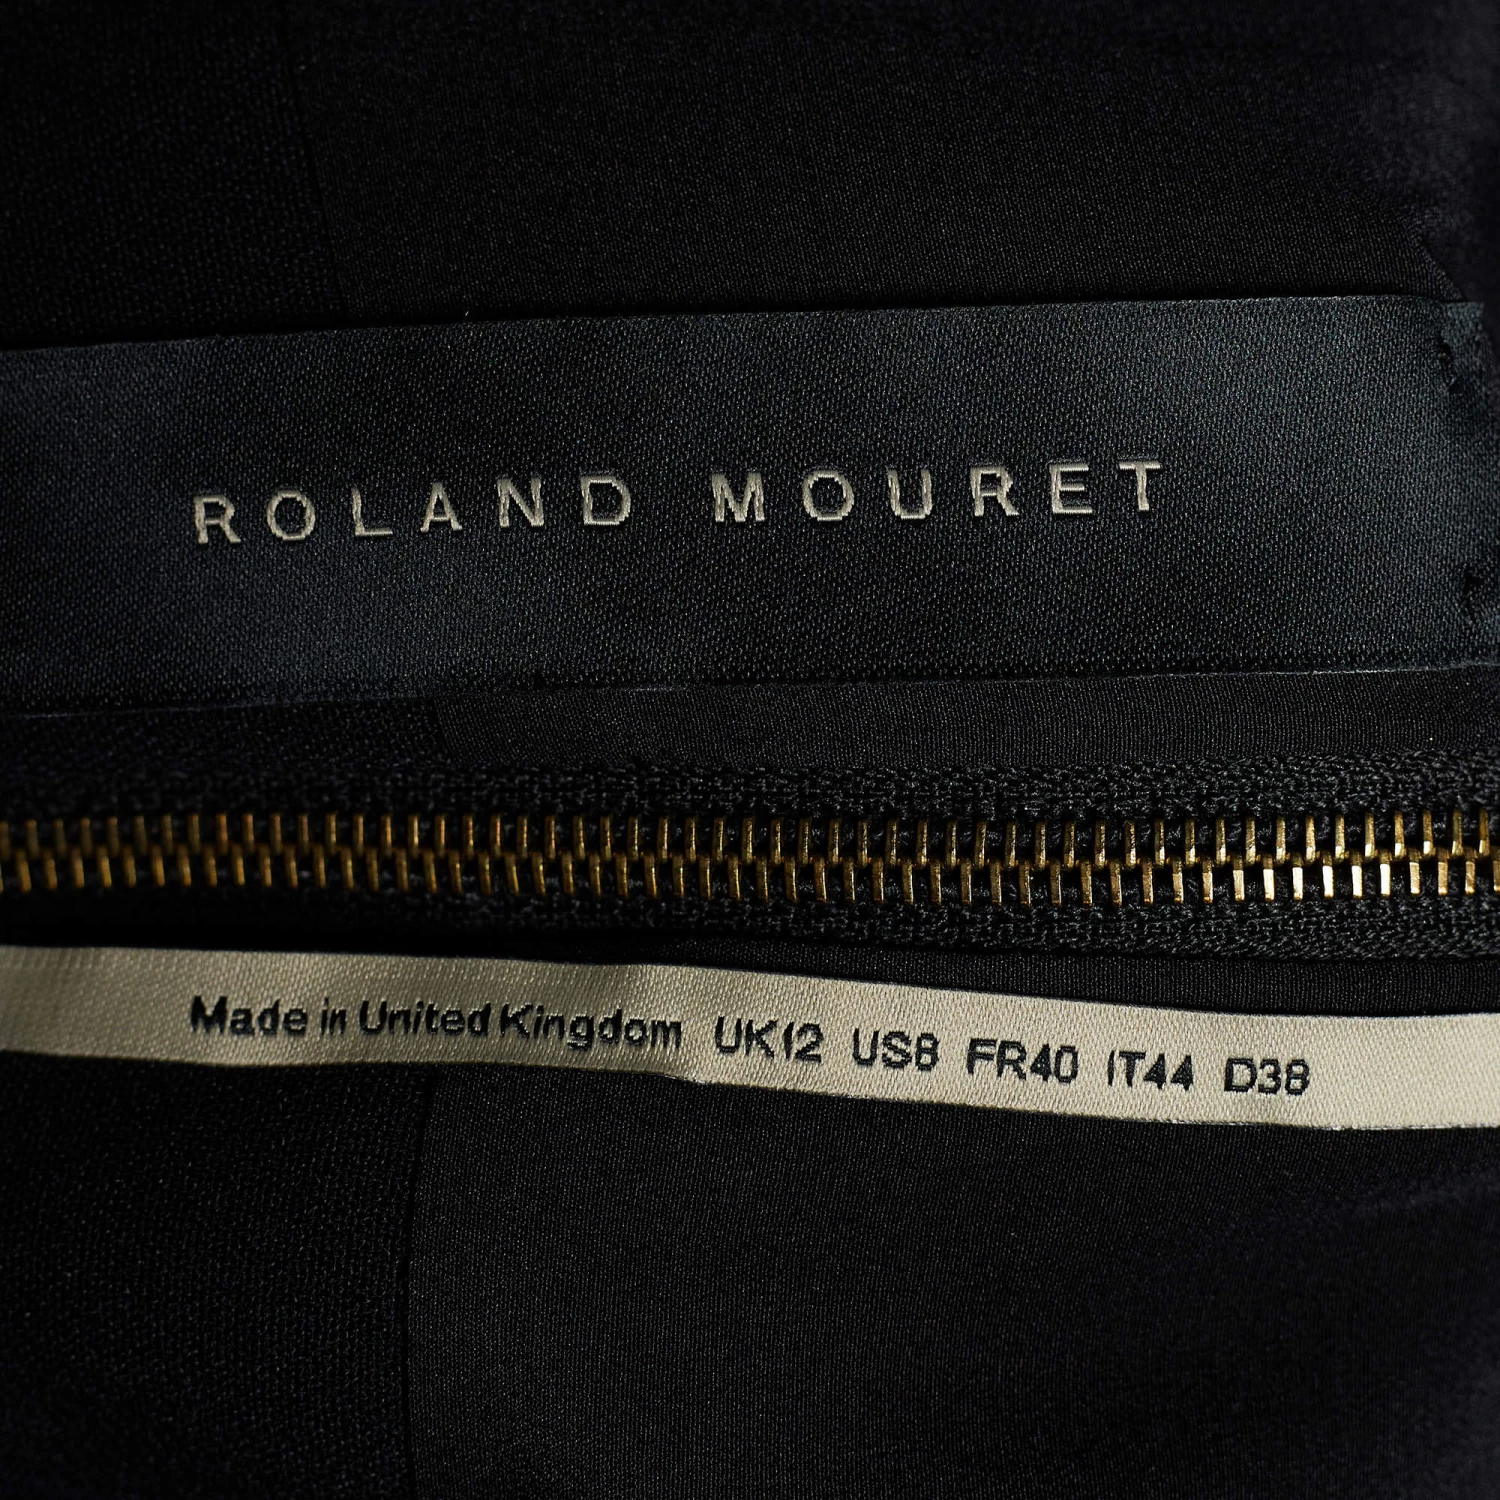 ROLAND MOURET
Made in United Kingdom UK12 US8 FR40 IT44 D38